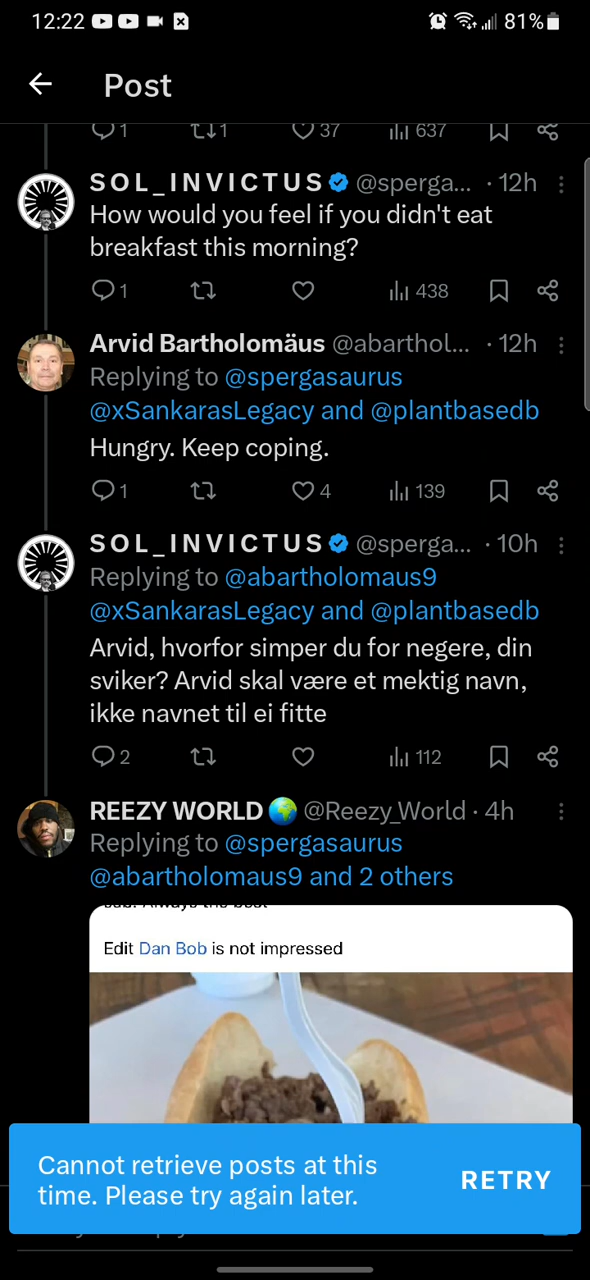 12:22
81%
Post
1 1 37 637
SOL_INVICTUS @sperga... · 12h
How would you feel if you didn't eat
breakfast this morning?
1 438
Arvid Bartholomäus @abarthol... · 12h
Replying to @spergasaurus
@xSankarasLegacy and @plantbasedb
Hungry. Keep coping.
1 4 139
SOL_INVICTUS @sperga... · 10h
Replying to @abartholomaus9
@xSankarasLegacy and @plantbasedb
Arvid, hvorfor simper du for negere, din
sviker? Arvid skal være et mektig navn,
ikke navnet til ei fitte
2 112
REEZY WORLD @Reezy_World · 4h
Replying to @spergasaurus
@abartholomaus9 and 2 others
Always the best
Edit Dan Bob is not impressed
Cannot retrieve posts at this
time. Please try again later.
RETRY